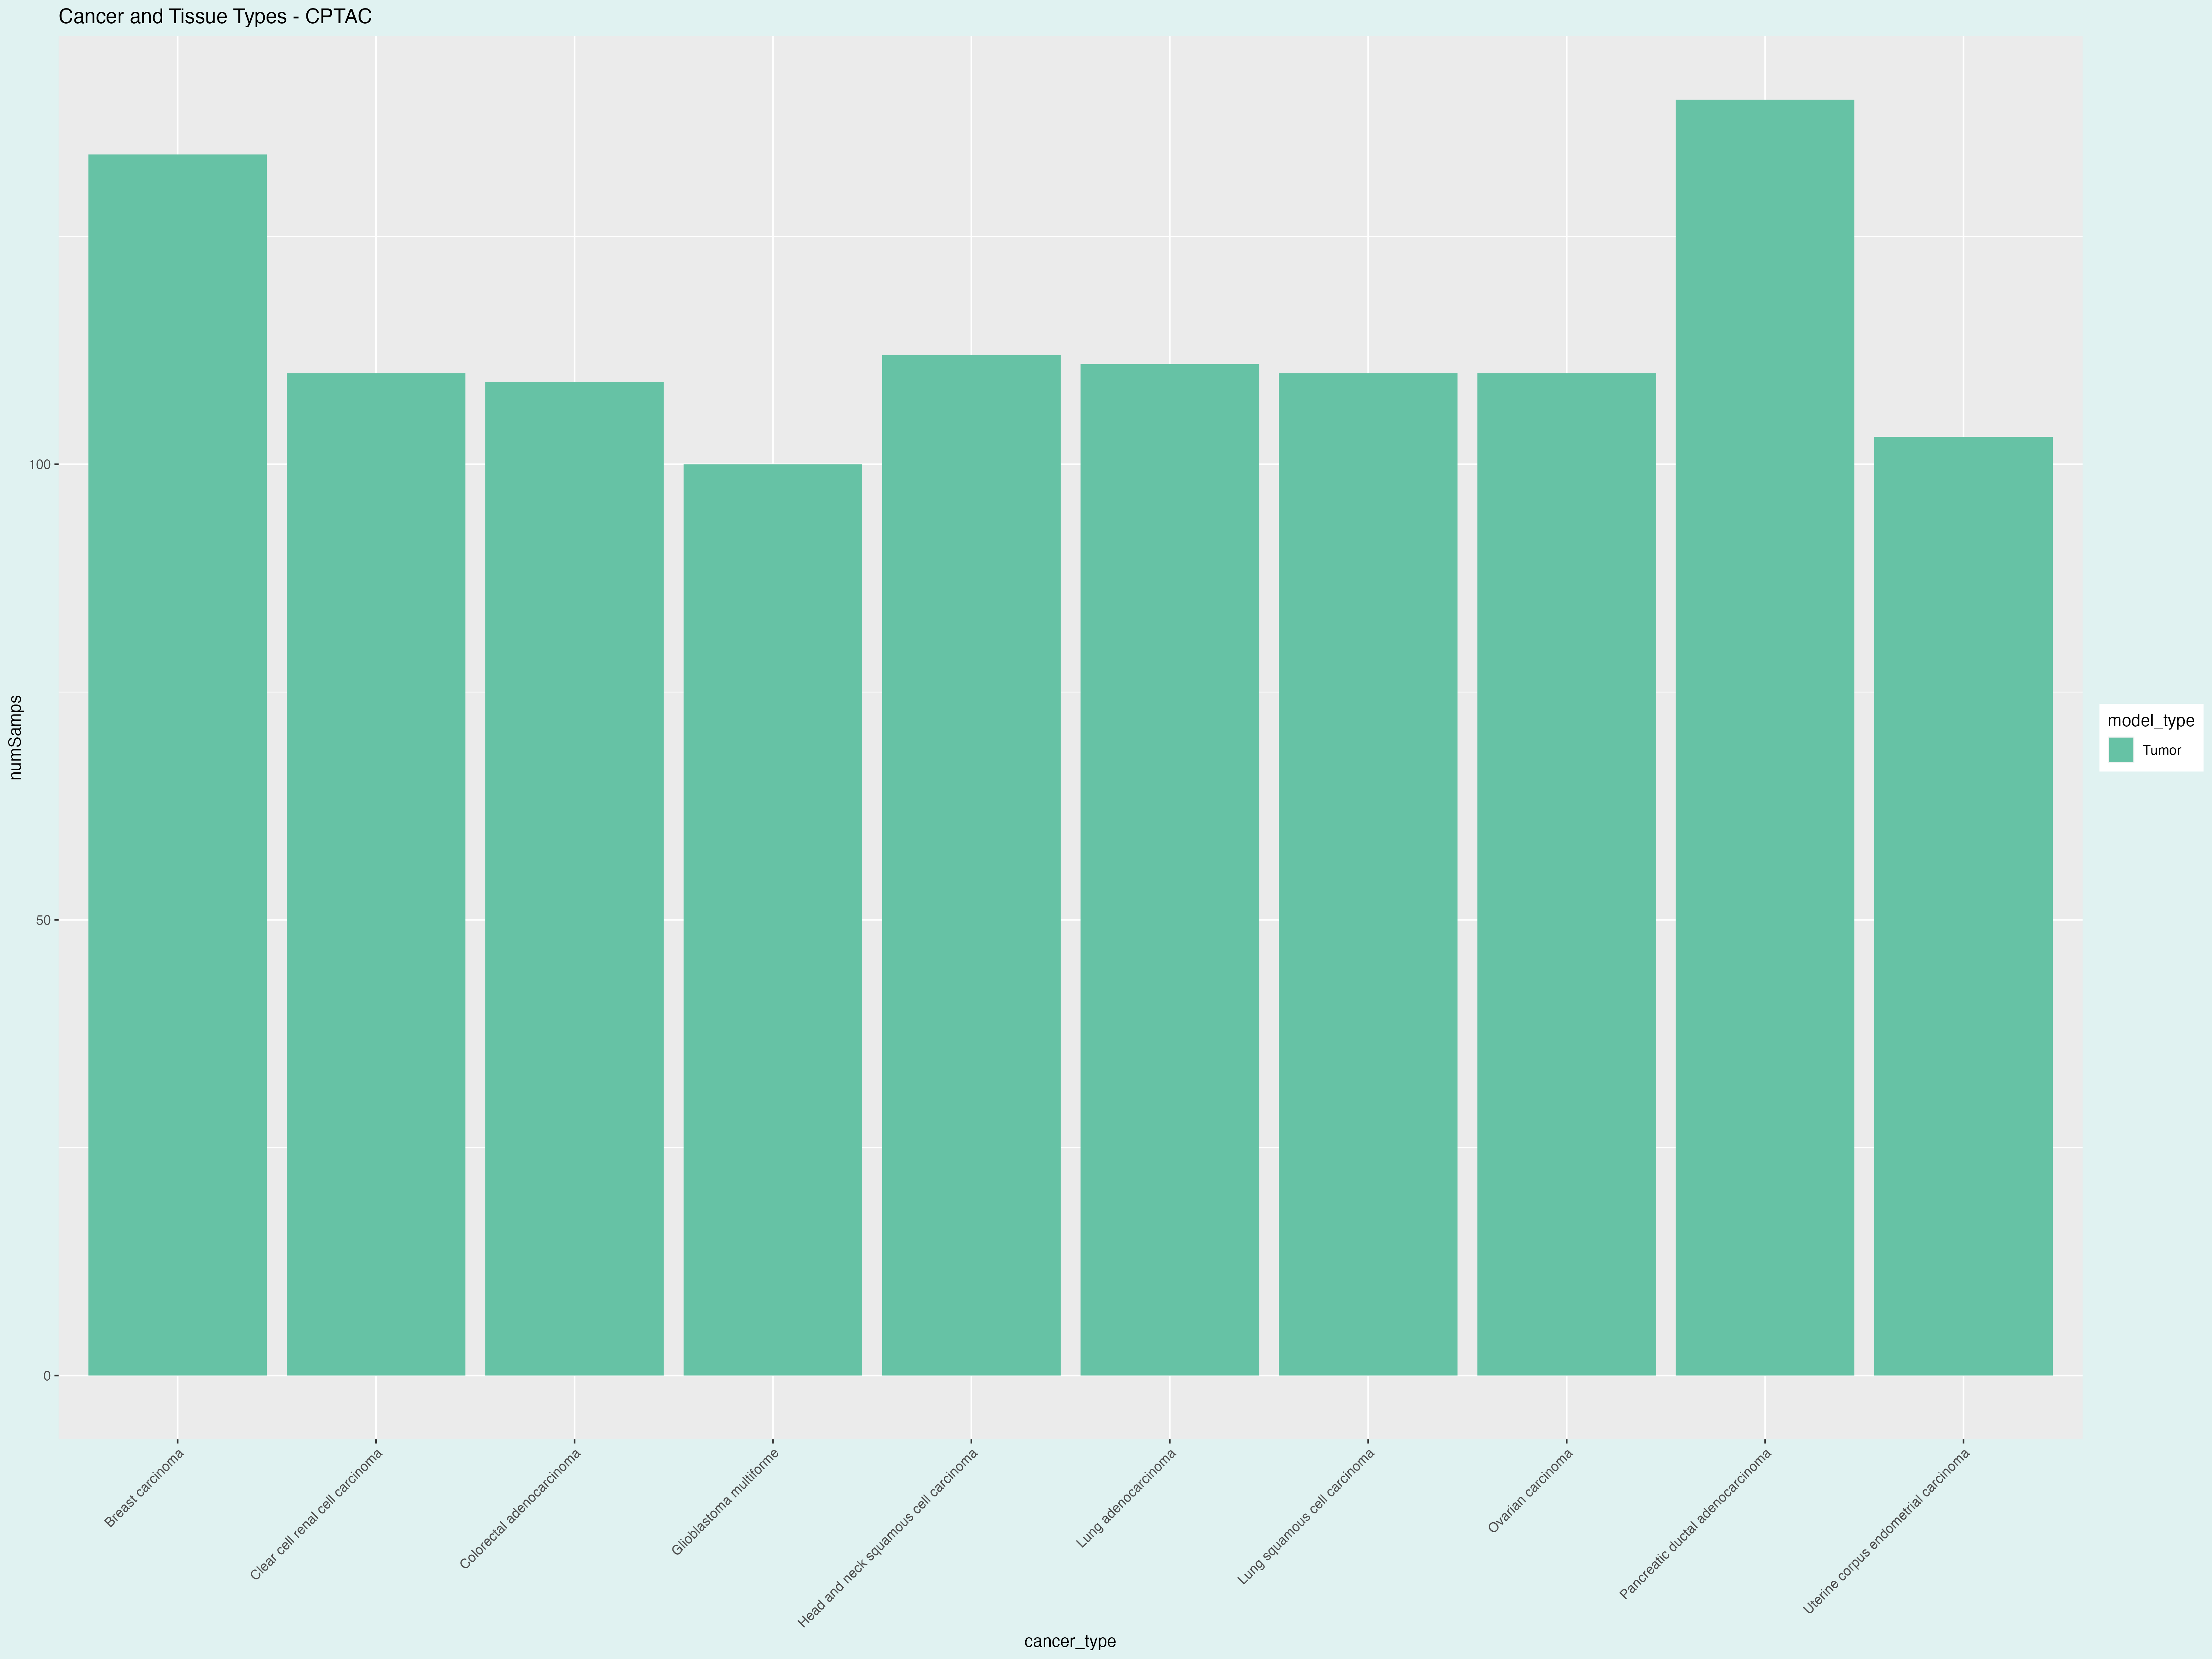 Cancer and Tissue Types - CPTAC
numSamps
100
50
0
Breast carcinoma
Clear cell renal cell carcinoma
Colorectal adenocarcinoma
Glioblastoma multiforme
Head and neck squamous cell carcinoma
Lung adenocarcinoma
Lung squamous cell carcinoma
Ovarian carcinoma
Pancreatic ductal adenocarcinoma
Uterine corpus endometrial carcinoma
cancer_type
model_type
Tumor